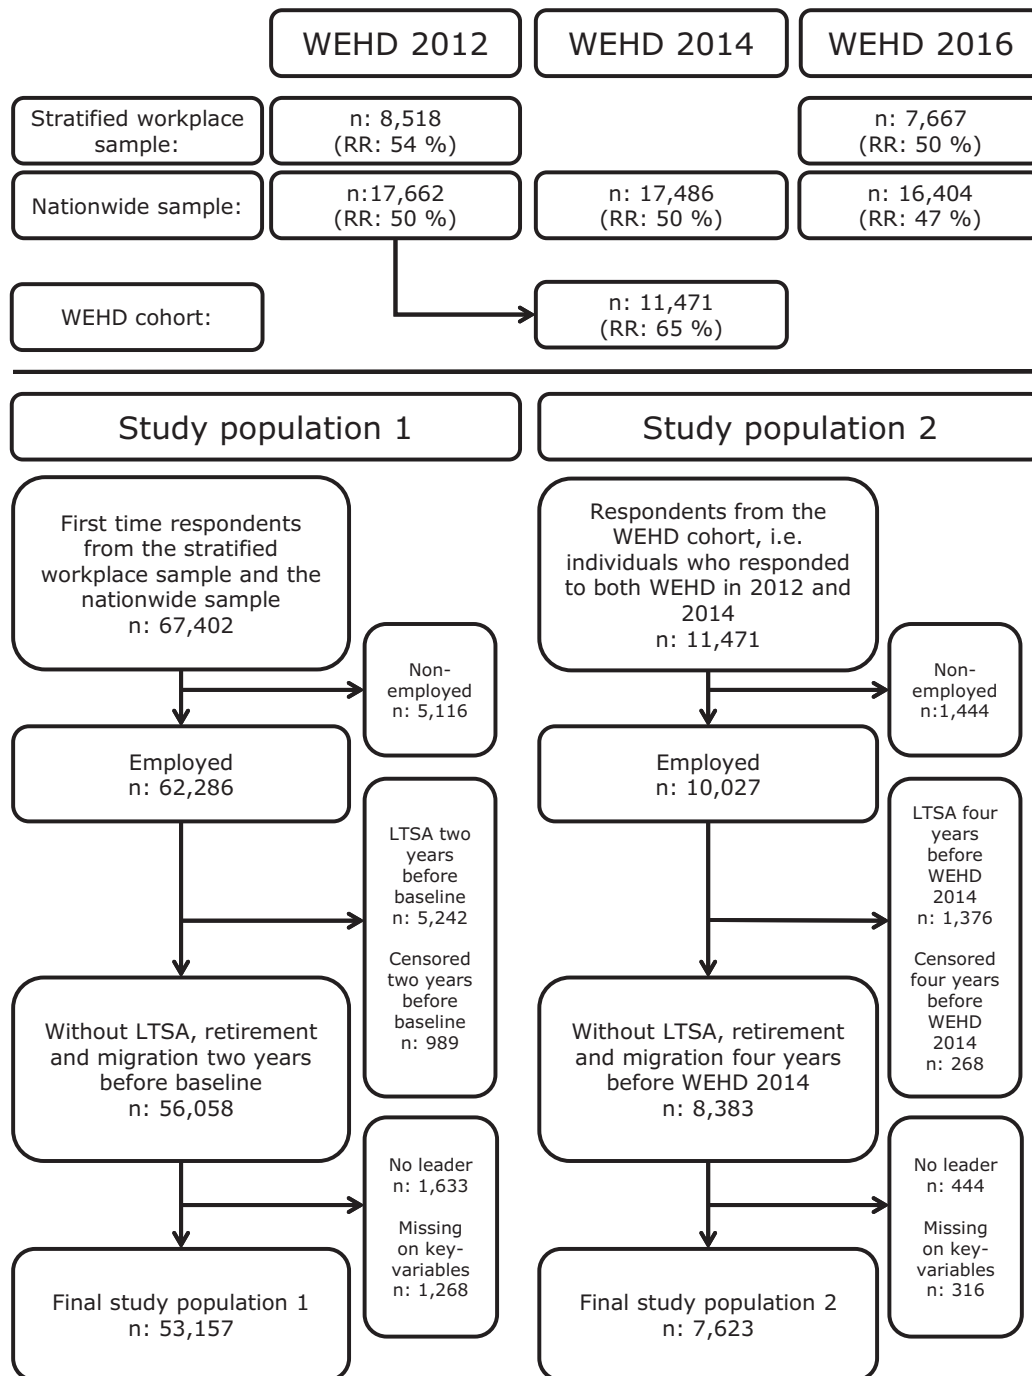 WEHD 2012
WEHD 2014
WEHD 2016
Stratified workplace
sample:
n: 8,518
(RR: 54 %)
n: 7,667
(RR: 50 %)
Nationwide sample:
n:17,662
(RR: 50 %)
n: 17,486
(RR: 50 %)
n: 16,404
(RR: 47 %)
WEHD cohort:
n: 11,471
(RR: 65 %)
Study population 1
First time respondents
from the stratified
workplace sample and the
nationwide sample
n: 67,402
Non-
employed
n: 5,116
Employed
n: 62,286
LTSA two
years
before
baseline
n: 5,242
Censored
two years
before
baseline
n: 989
Without LTSA, retirement
and migration two years
before baseline
n: 56,058
No leader
n: 1,633
Missing
on key-
variables
n: 1,268
Final study population 1
n: 53,157
Study population 2
Respondents from the
WEHD cohort, i.e.
individuals who responded
to both WEHD in 2012 and
2014
n: 11,471
Non-
employed
n:1,444
Employed
n: 10,027
LTSA four
years
before
WEHD
2014
n: 1,376
Censored
four years
before
WEHD
2014
n: 268
Without LTSA, retirement
and migration four years
before WEHD 2014
n: 8,383
No leader
n: 444
Missing
on key-
variables
n: 316
Final study population 2
n: 7,623